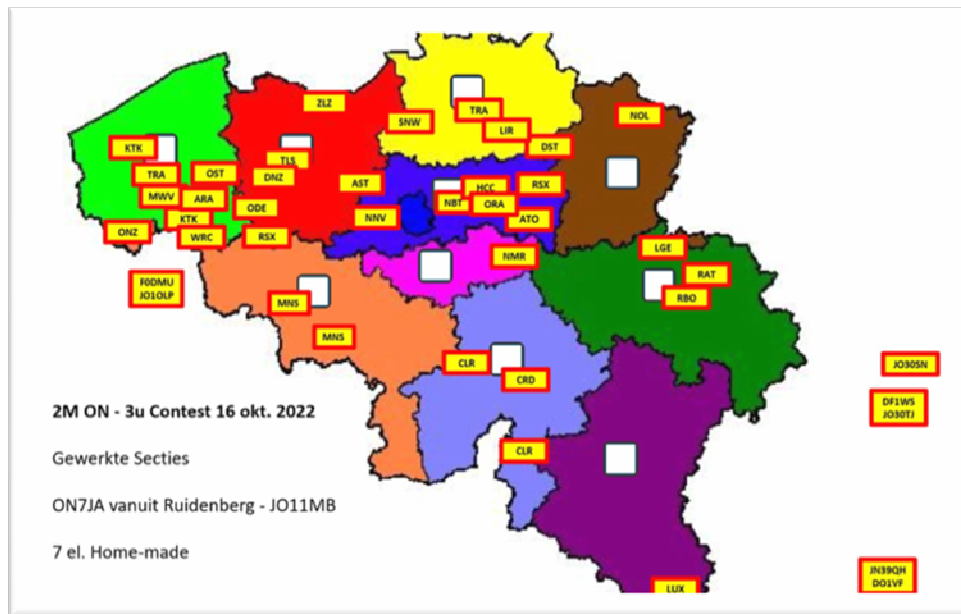 ZLZ
NOL
SNW
TRA
LIR
KTK
DST
TLS
TRA
OST
DNZ
AST
HCC
RSX
MWV
ARA
NBT
ORA
ODE
KTK
NNV
ATO
ONZ
WRC
RSX
LGE
NMR
RAT
F0DMU
JO10LP
RBO
MNS
MNS
CLR
JO30SN
CRD
DF1WS
JO30TJ
2M ON - 3u Contest 16 okt. 2022
CLR
Gewerkte Secties
ON7JA vanuit Ruidenberg - JO11MB
7 el. Home-made
JN39QH
DO1VF
LUX